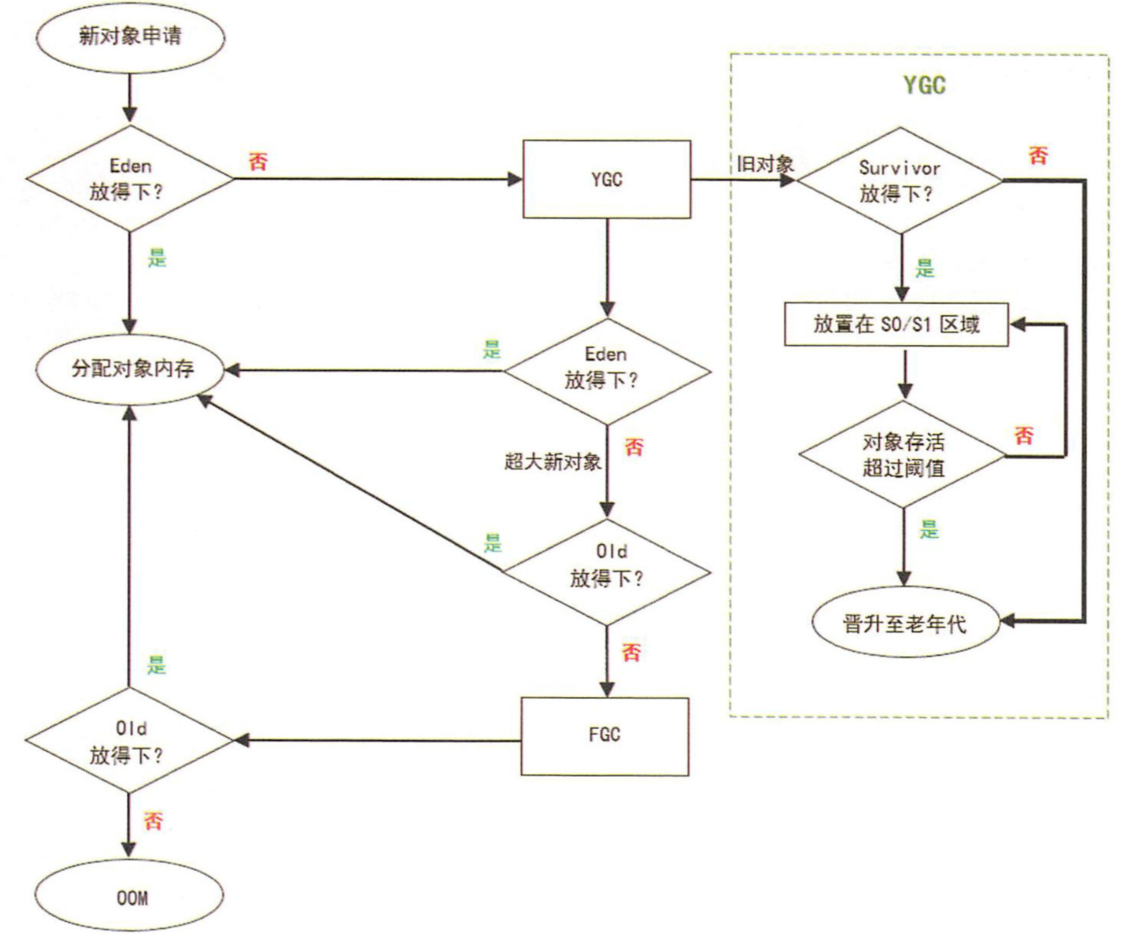 新对象申请
YGC
Eden
放得下?
否
YGC
旧对象
Survivor
放得下?
否
是
是
放置在 S0/S1 区域
分配对象内存
是
Eden
放得下?
否
超大新对象
对象存活
超过阈值
否
是
是
Old
放得下?
否
晋升至老年代
是
Old
放得下?
FGC
否
OOM